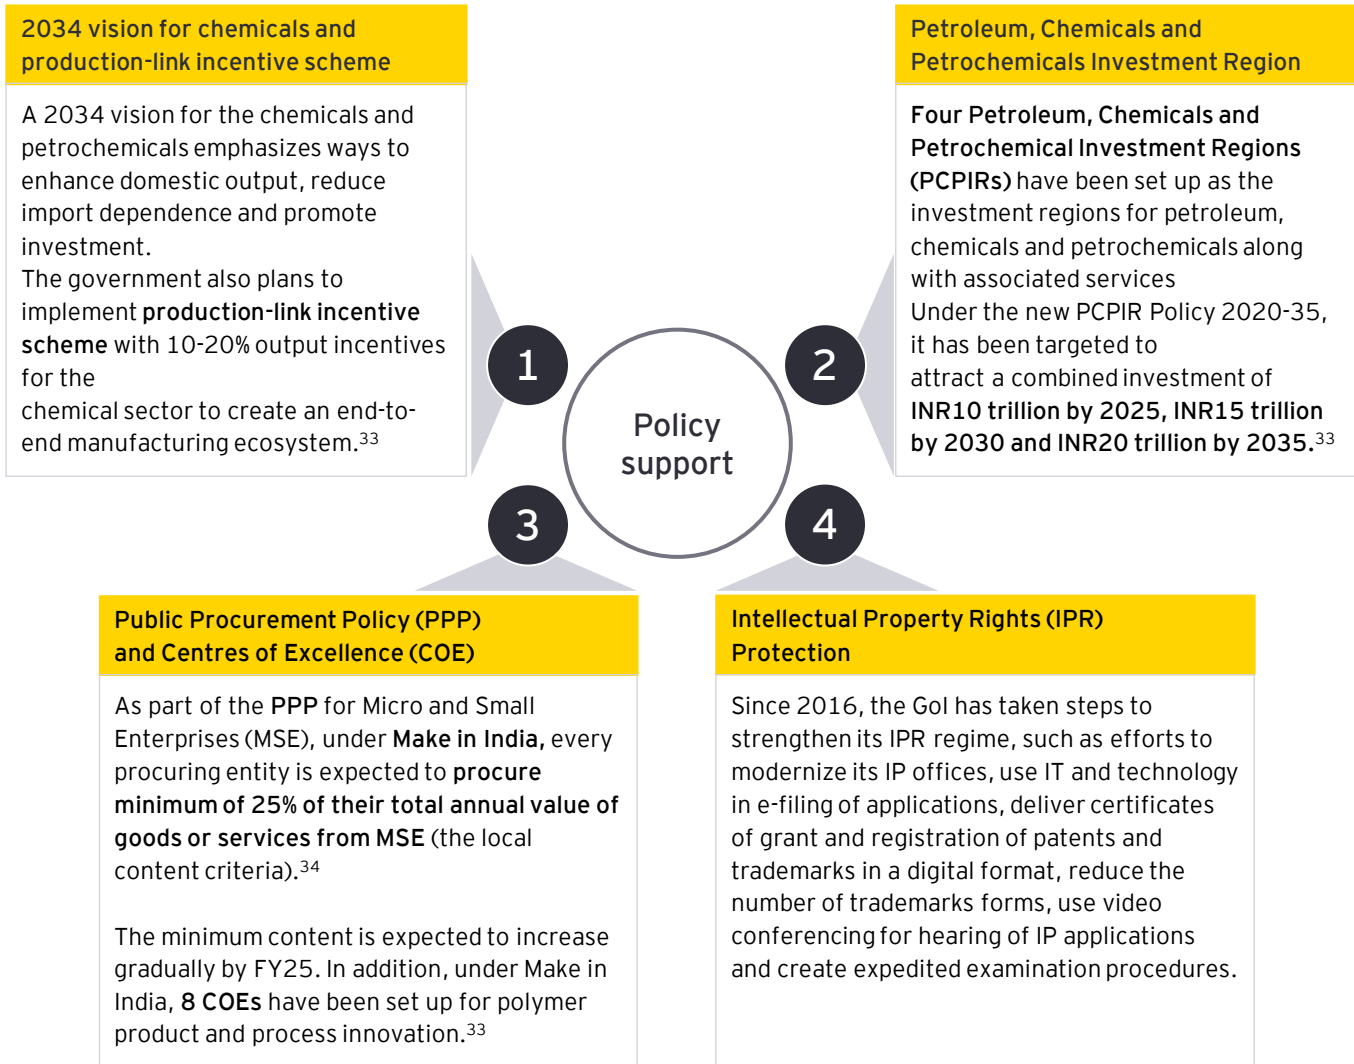 2034 vision for chemicals and
production-link incentive scheme
A 2034 vision for the chemicals and
petrochemicals emphasizes ways to
enhance domestic output, reduce
import dependence and promote
investment.
The government also plans to
implement production-link incentive
scheme with 10-20% output incentives
for the
chemical sector to create an end-to-
end manufacturing ecosystem.33
Petroleum, Chemicals and
Petrochemicals Investment Region
Four Petroleum, Chemicals and
Petrochemical Investment Regions
(PCPIRs) have been set up as the
investment regions for petroleum,
chemicals and petrochemicals along
with associated services
Under the new PCPIR Policy 2020-35,
it has been targeted to
attract a combined investment of
INR10 trillion by 2025, INR15 trillion
by 2030 and INR20 trillion by 2035.33
1
2
Policy
support
3
4
Public Procurement Policy (PPP)
and Centres of Excellence (COE)
As part of the PPP for Micro and Small
Enterprises (MSE), under Make in India, every
procuring entity is expected to procure
minimum of 25% of their total annual value of
goods or services from MSE (the local
content criteria).34
The minimum content is expected to increase
gradually by FY25. In addition, under Make in
India, 8 COEs have been set up for polymer
product and process innovation.33
Intellectual Property Rights (IPR)
Protection
Since 2016, the GoI has taken steps to
strengthen its IPR regime, such as efforts to
modernize its IP offices, use IT and technology
in e-filing of applications, deliver certificates
of grant and registration of patents and
trademarks in a digital format, reduce the
number of trademarks forms, use video
conferencing for hearing of IP applications
and create expedited examination procedures.